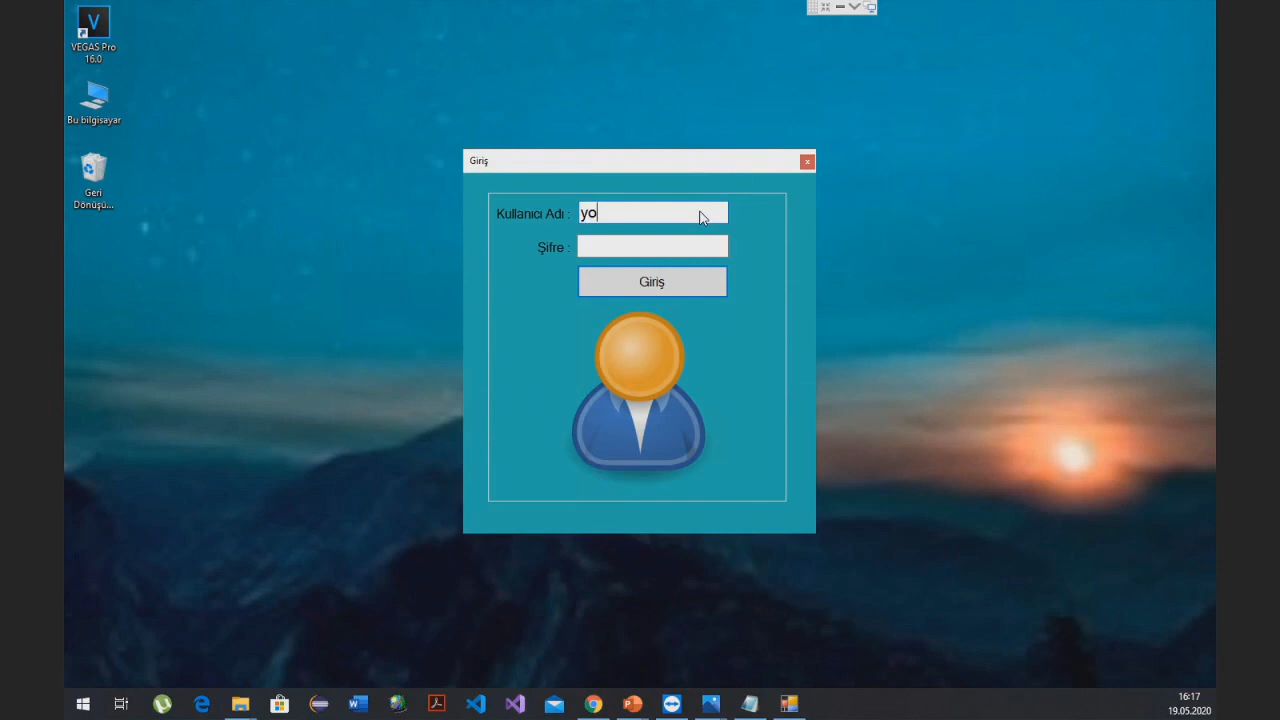 VEGAS Pro
16.0
Bu bilgisayar
Geri
Dönüşü...
Giriş
Kullanıcı Adı :
yo
Şifre :
Giriş
16:17
19.05.2020